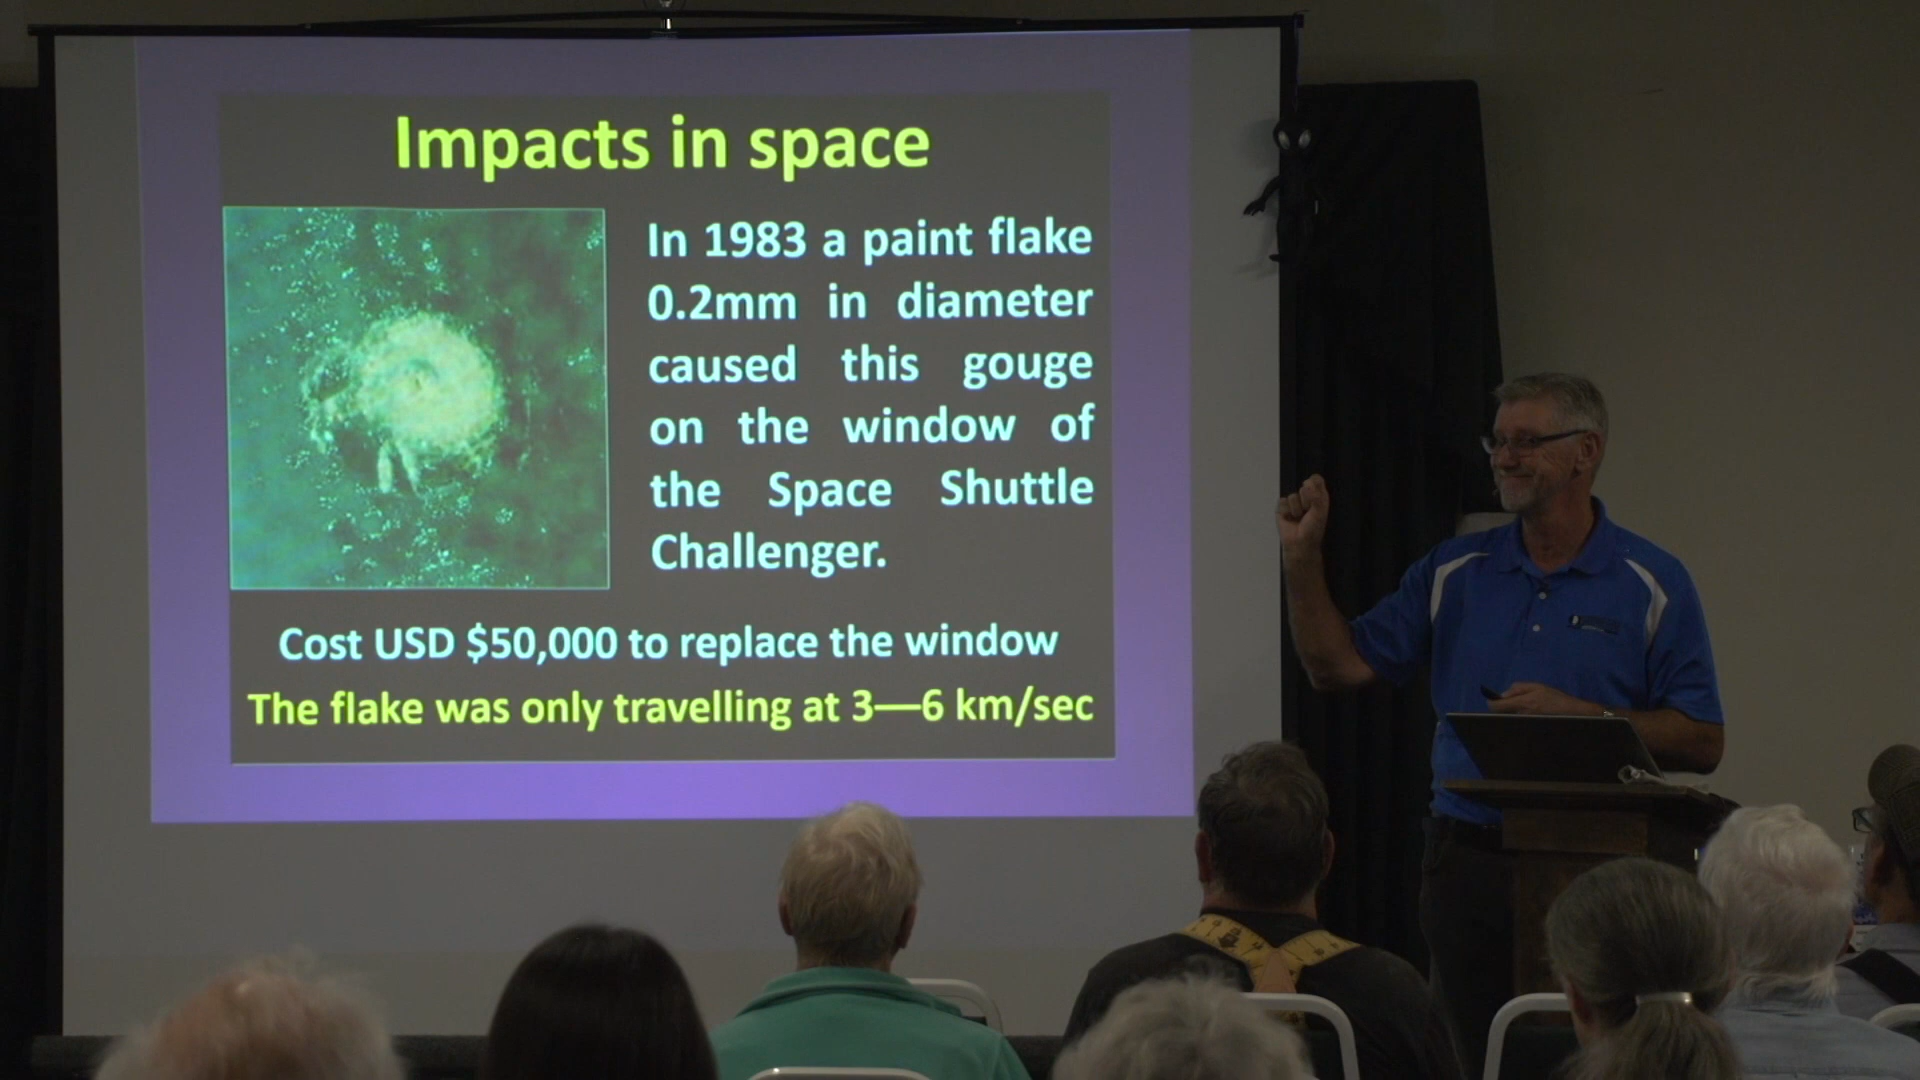 Impacts in space
In 1983 a paint flake
0.2mm in diameter
caused this gouge
on the window of
the Space Shuttle
Challenger.
Cost USD $50,000 to replace the window
The flake was only travelling at 3—6 km/sec